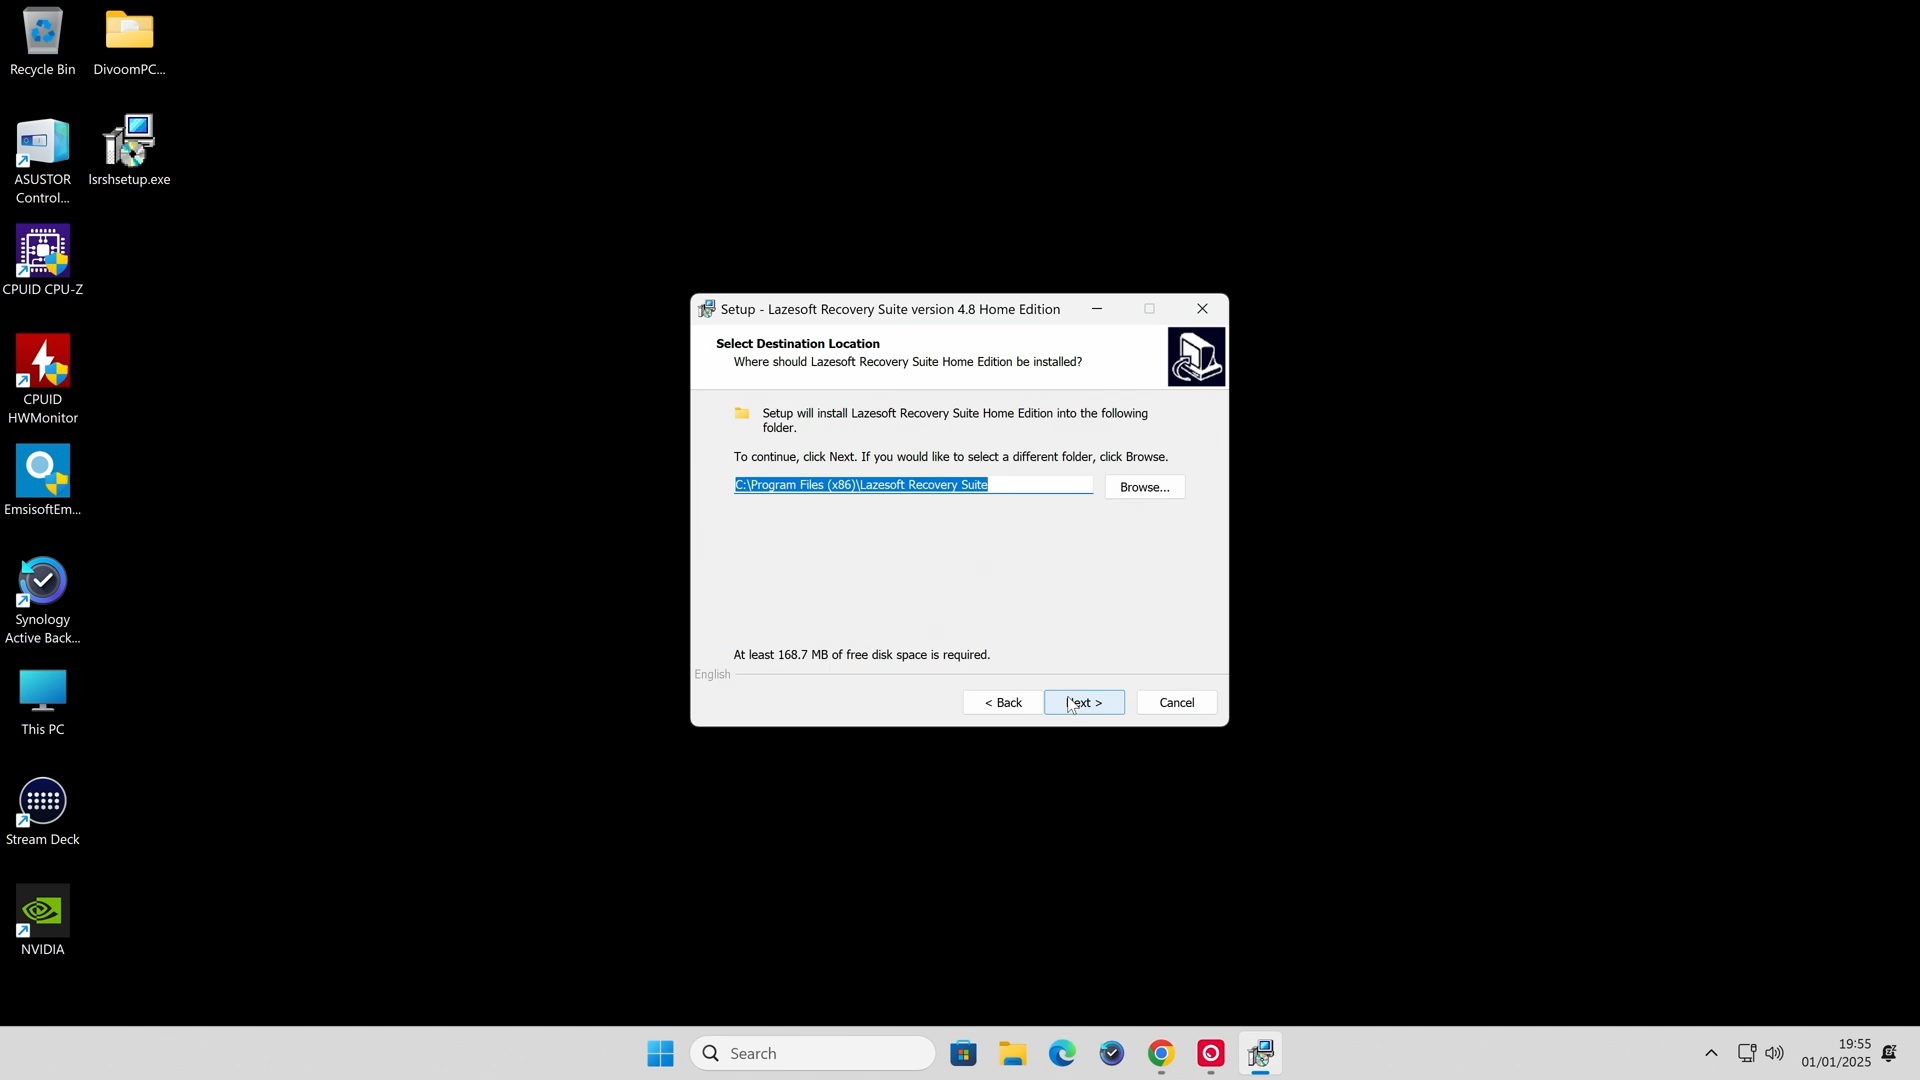 Recycle Bin
DivoomPC...
ASUSTOR
Control...
lsrshsetup.exe
CPUID CPU-Z
CPUID
HWMonitor
EmsisoftEm...
Synology
Active Back...
This PC
Stream Deck
NVIDIA
Setup - Lazesoft Recovery Suite version 4.8 Home Edition
Select Destination Location
Where should Lazesoft Recovery Suite Home Edition be installed?
Setup will install Lazesoft Recovery Suite Home Edition into the following
folder.
To continue, click Next. If you would like to select a different folder, click Browse.
C:\Program Files (x86)\Lazesoft Recovery Suite
Browse...
At least 168.7 MB of free disk space is required.
English
< Back
Next >
Cancel
Search
19:55
01/01/2025